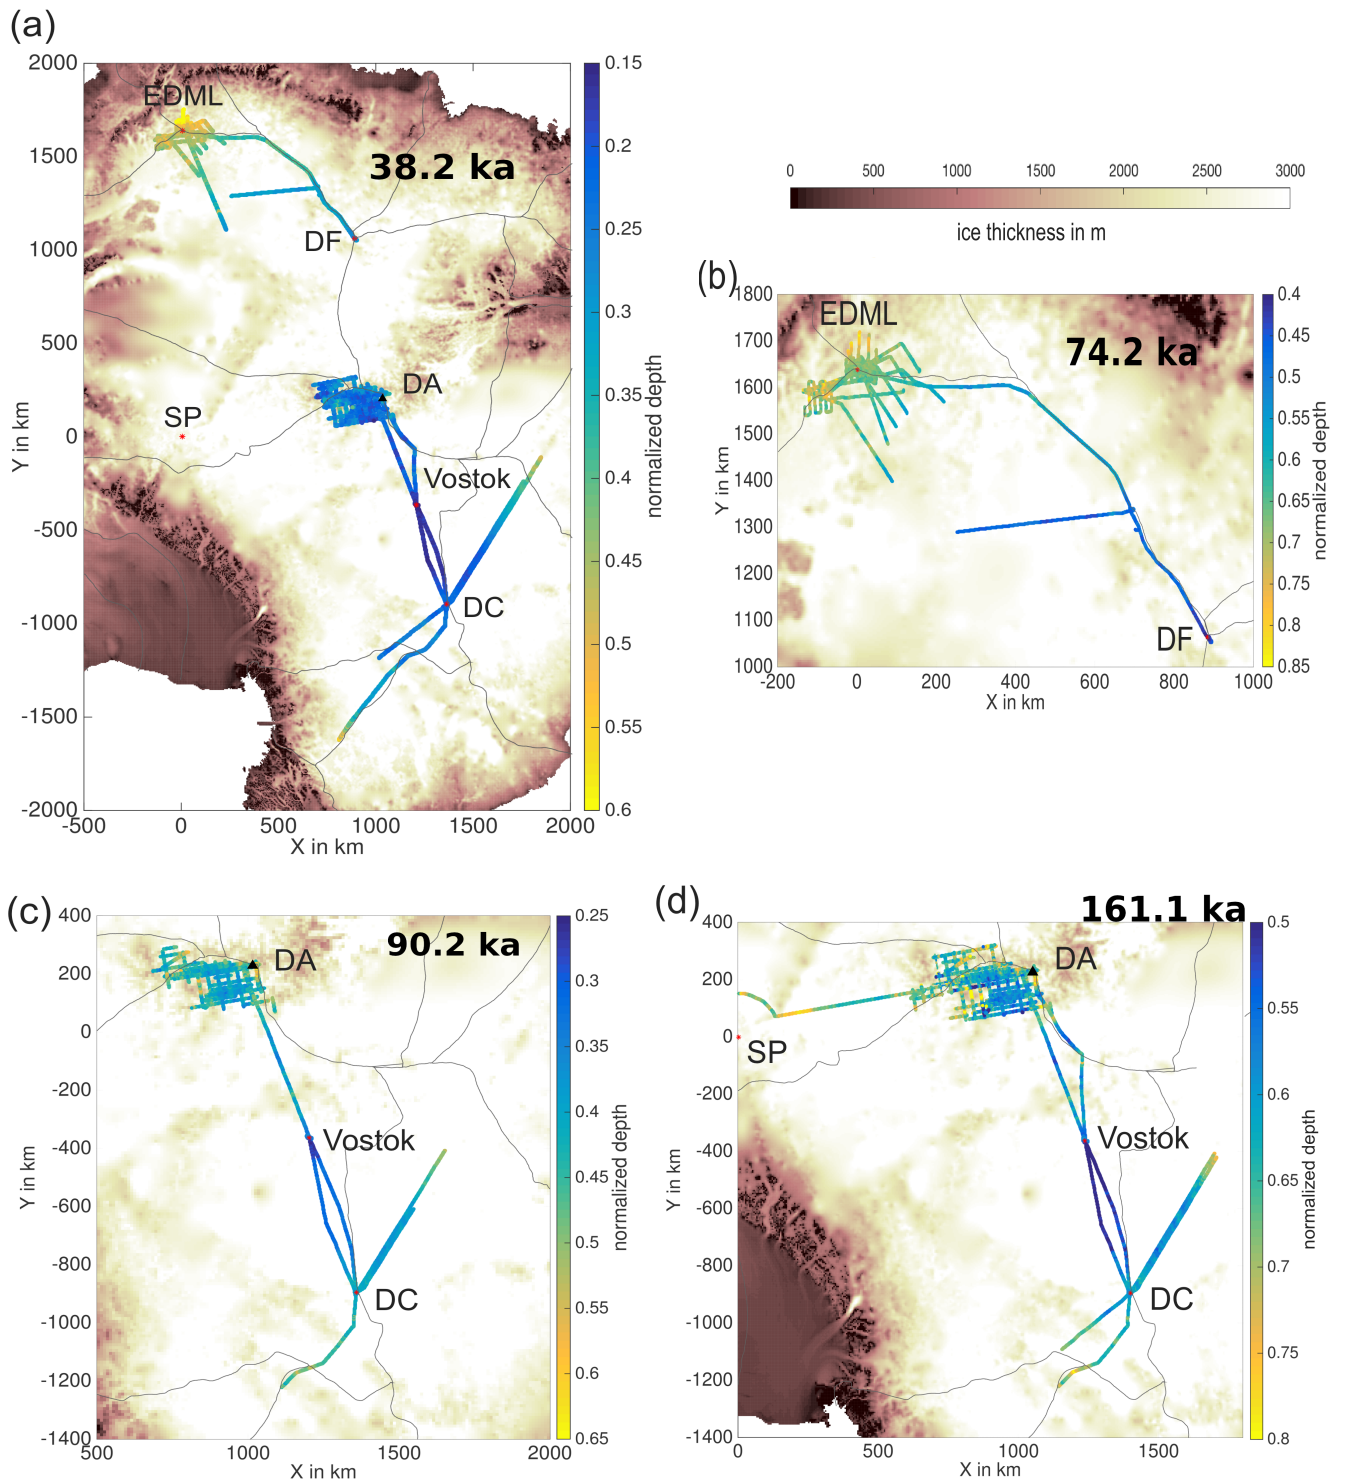 (a)
2000
1500
1000
500
0
-500
-1000
-1500
-2000
Y in km
-500
0
500
1000
1500
2000
X in km
EDML
38.2 ka
DF
DA
SP
Vostok
DC
0.15
0.2
0.25
0.3
0.35
0.4
0.45
0.5
0.55
0.6
normalized depth
0
500
1000
1500
2000
2500
3000
ice thickness in m
(b)
1800
1700
1600
1500
1400
1300
1200
1100
1000
Y in km
-200
0
200
400
600
800
1000
X in km
EDML
74.2 ka
DF
0.4
0.45
0.5
0.55
0.6
0.65
0.7
0.75
0.8
0.85
normalized depth
(c)
400
200
0
-200
-400
-600
-800
-1000
-1200
-1400
Y in km
500
1000
1500
2000
X in km
90.2 ka
DA
Vostok
DC
0.25
0.3
0.35
0.4
0.45
0.5
0.55
0.6
0.65
normalized depth
(d)
161.1 ka
400
200
0
-200
-400
-600
-800
-1000
-1200
-1400
Y in km
0
500
1000
1500
X in km
DA
SP
Vostok
DC
0.5
0.55
0.6
0.65
0.7
0.75
0.8
normalized depth